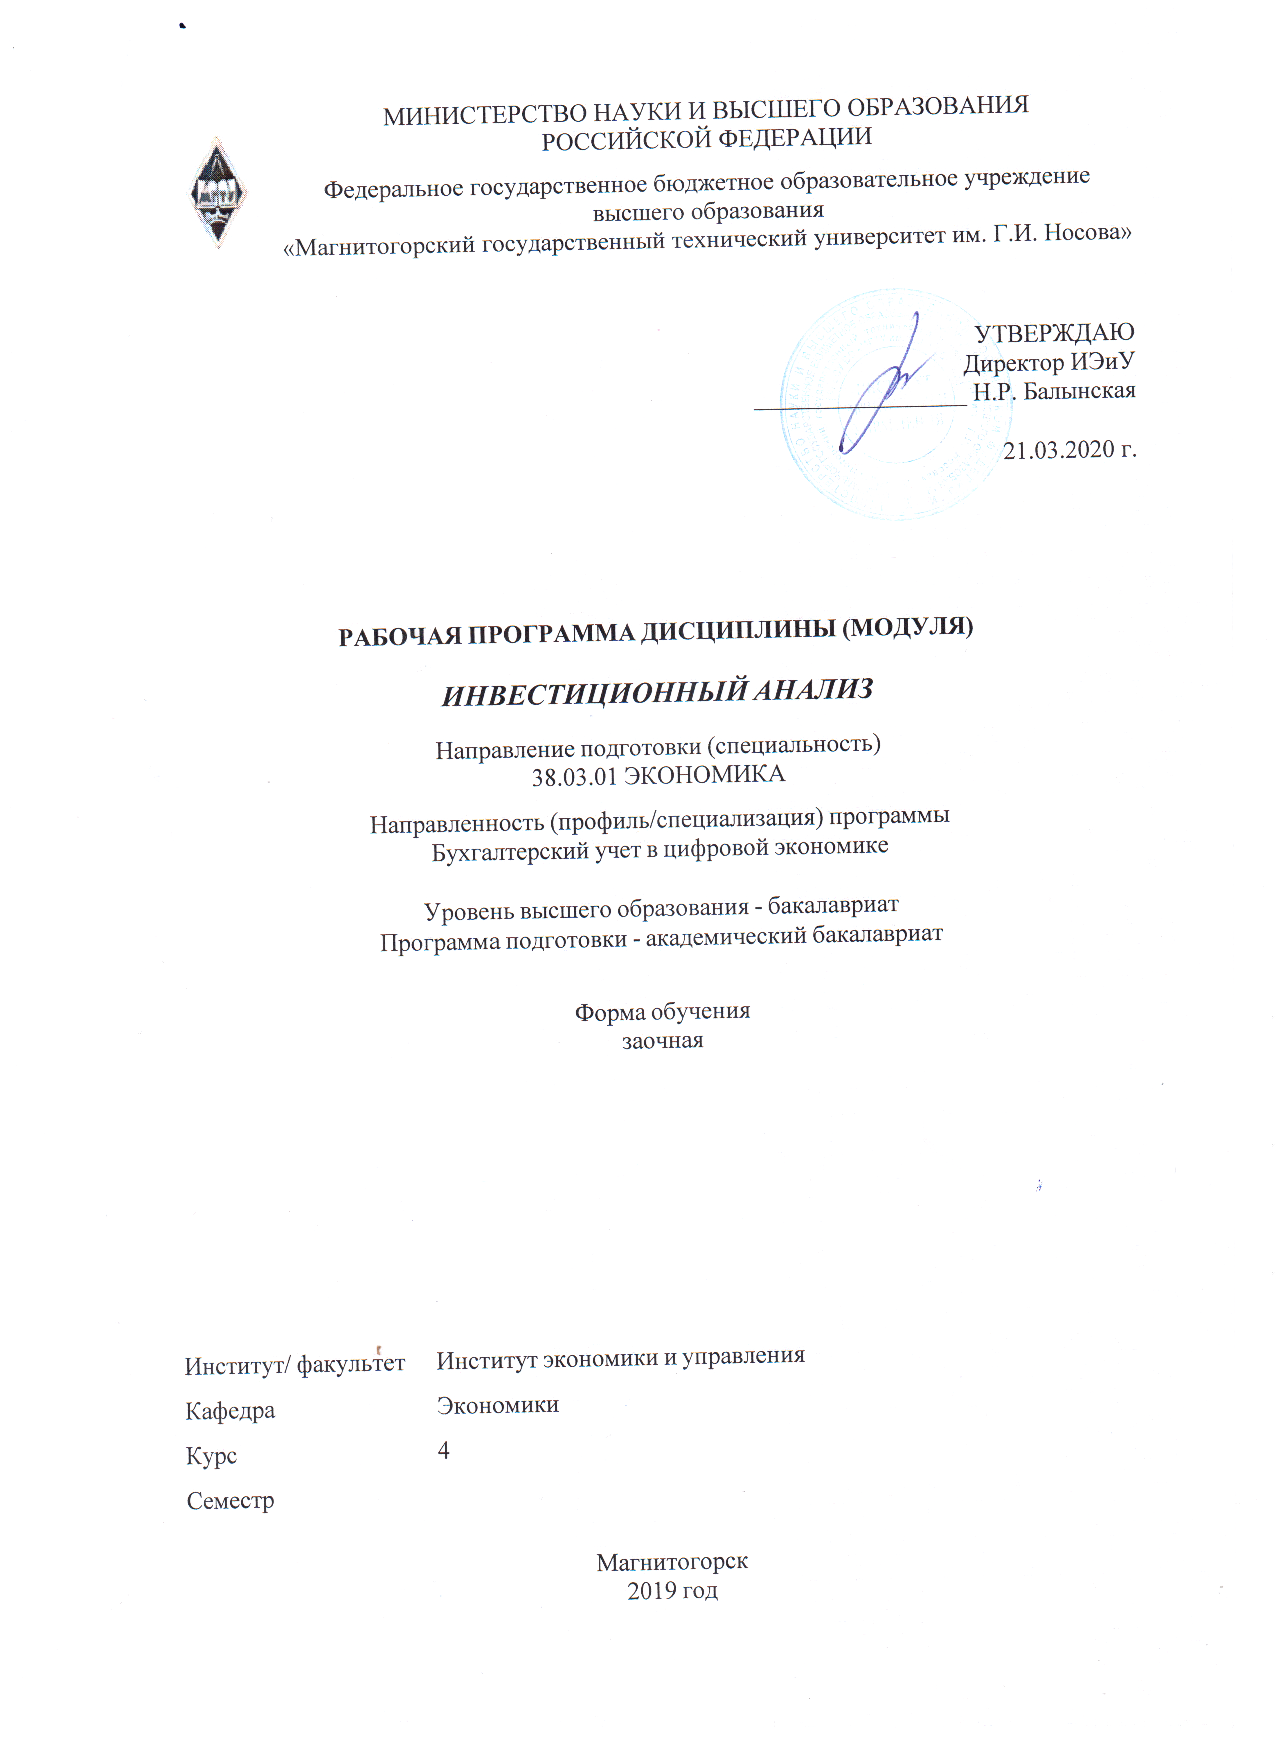 МИНИСТЕРСТВО НАУКИ И ВЫСШЕГО ОБРАЗОВАНИЯ
РОССИЙСКОЙ ФЕДЕРАЦИИ
МГТУ
Федеральное государственное бюджетное образовательное учреждение
высшего образования
«Магнитогорский государственный технический университет им. Г.И. Носова»
УТВЕРЖДАЮ
Директор ИЭиУ
Н.Р. Балынская
21.03.2020 г.
РАБОЧАЯ ПРОГРАММА ДИСЦИПЛИНЫ (МОДУЛЯ)
ИНВЕСТИЦИОННЫЙ АНАЛИЗ
Направление подготовки (специальность)
38.03.01 ЭКОНОМИКА
Направленность (профиль/специализация) программы
Бухгалтерский учет в цифровой экономике
Уровень высшего образования - бакалавриат
Программа подготовки - академический бакалавриат
Форма обучения
заочная
Институт/ факультет Институт экономики и управления
Кафедра Экономики
Курс 4
Семестр
Магнитогорск
2019 год